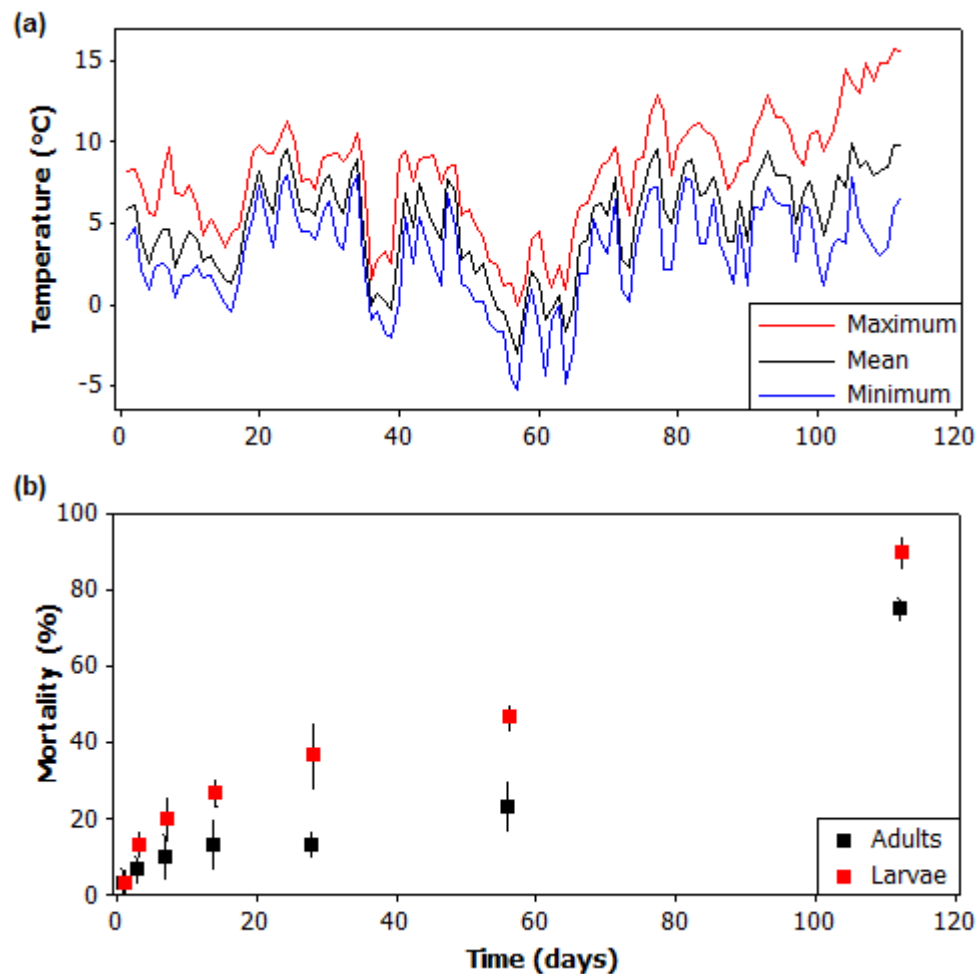 (a)
Temperature (°C)
15
10
5
0
-5
Maximum
Mean
Minimum
0 20 40 60 80 100 120
(b)
Mortality (%)
100
80
60
40
20
0
Adults
Larvae
0 20 40 60 80 100 120
Time (days)